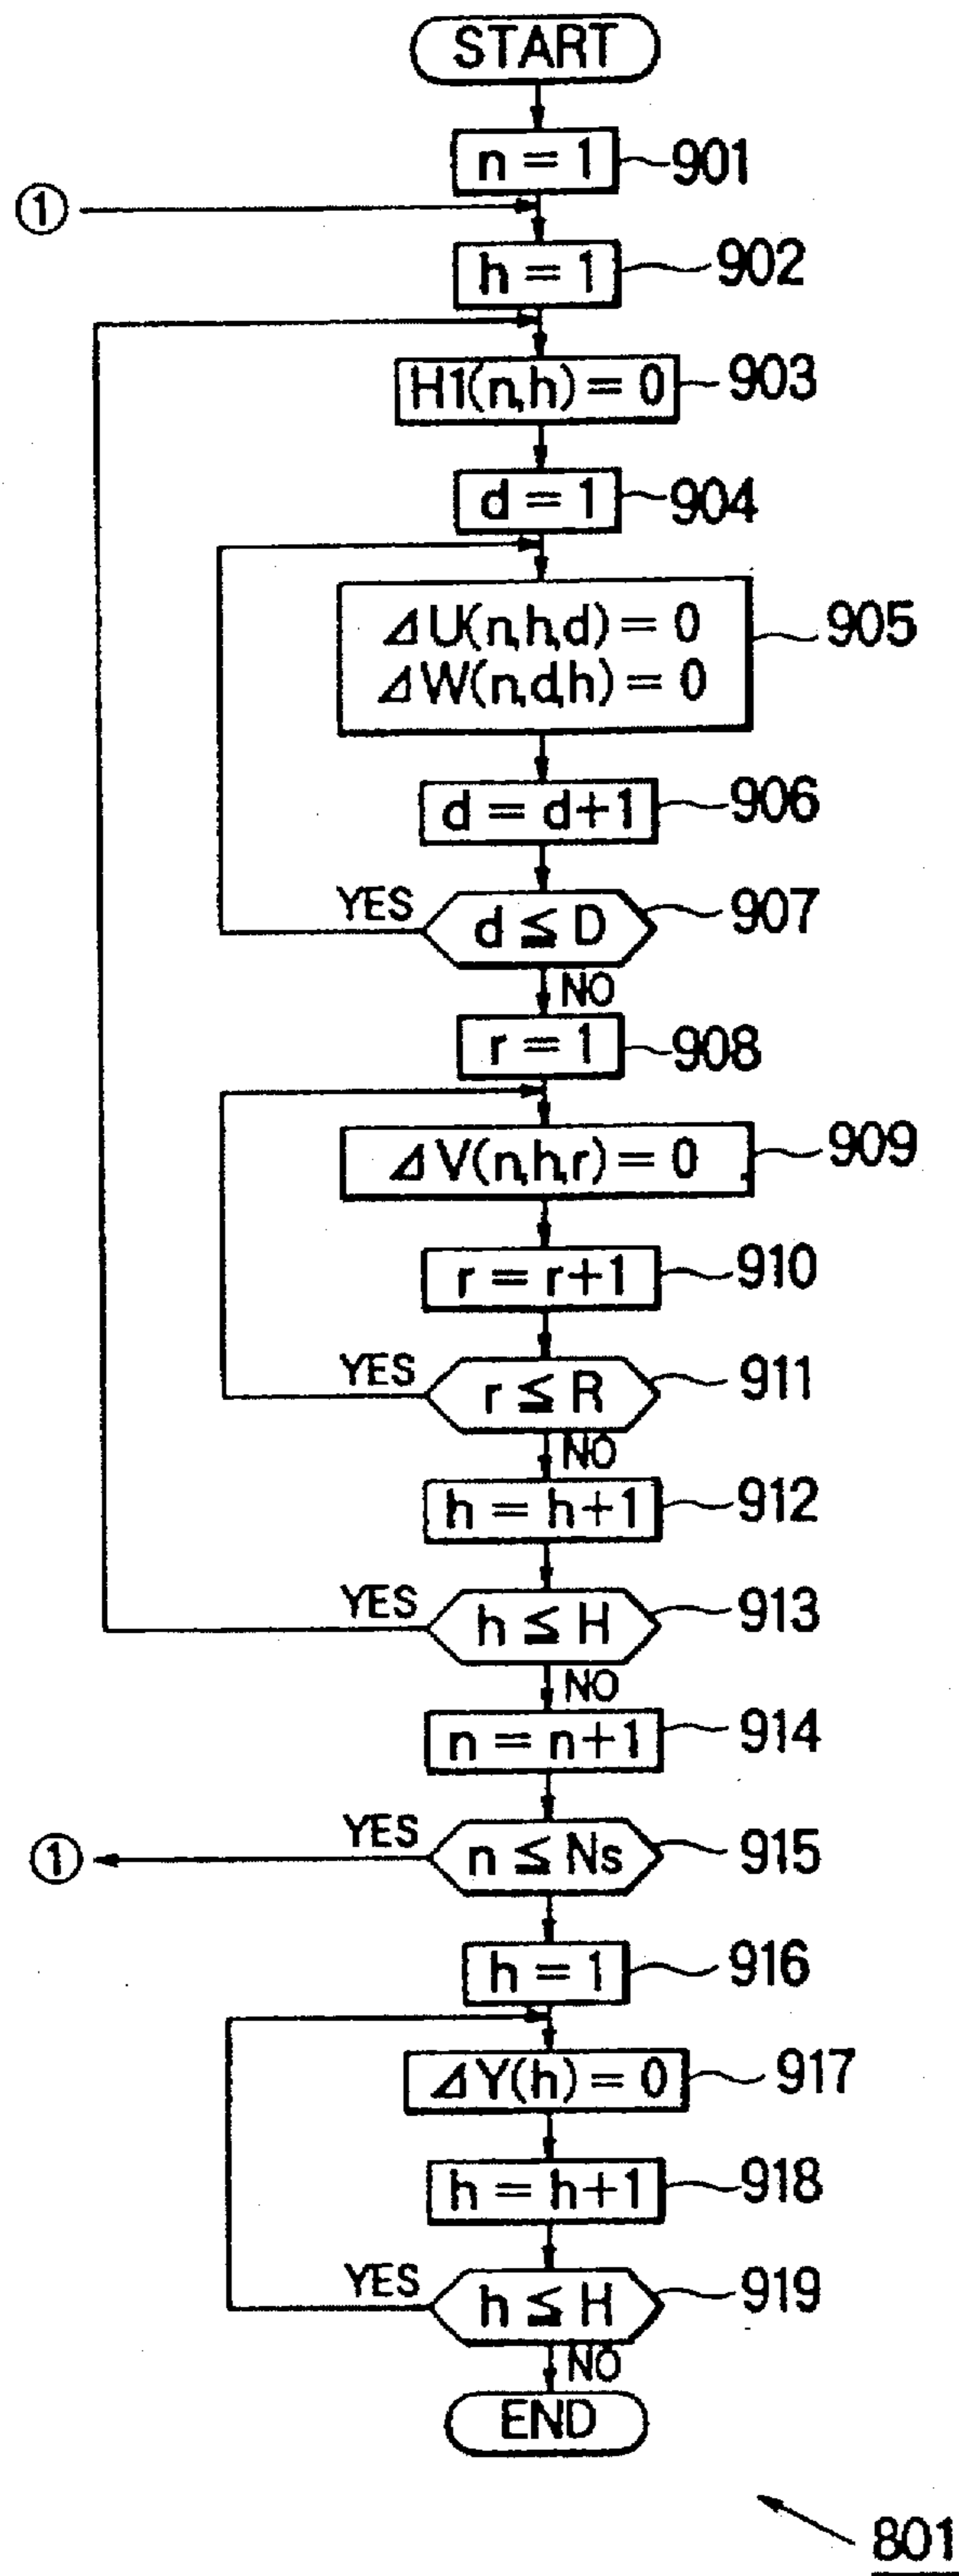 START
n = 1 901
①
h = 1 902
H1(n,h) = 0 903
d = 1 904
⊿U(n,h,d) = 0
⊿W(n,d,h) = 0
905
d = d+1 906
YES
d ≦ D 907
NO
r = 1 908
⊿V(n,h,r) = 0 909
r = r+1 910
YES
r ≦ R 911
NO
h = h+1 912
YES
h ≦ H 913
NO
n = n+1 914
YES
① n ≦ Ns 915
h = 1 916
⊿Y(h) = 0 917
h = h+1 918
YES
h ≦ H 919
NO
END
801